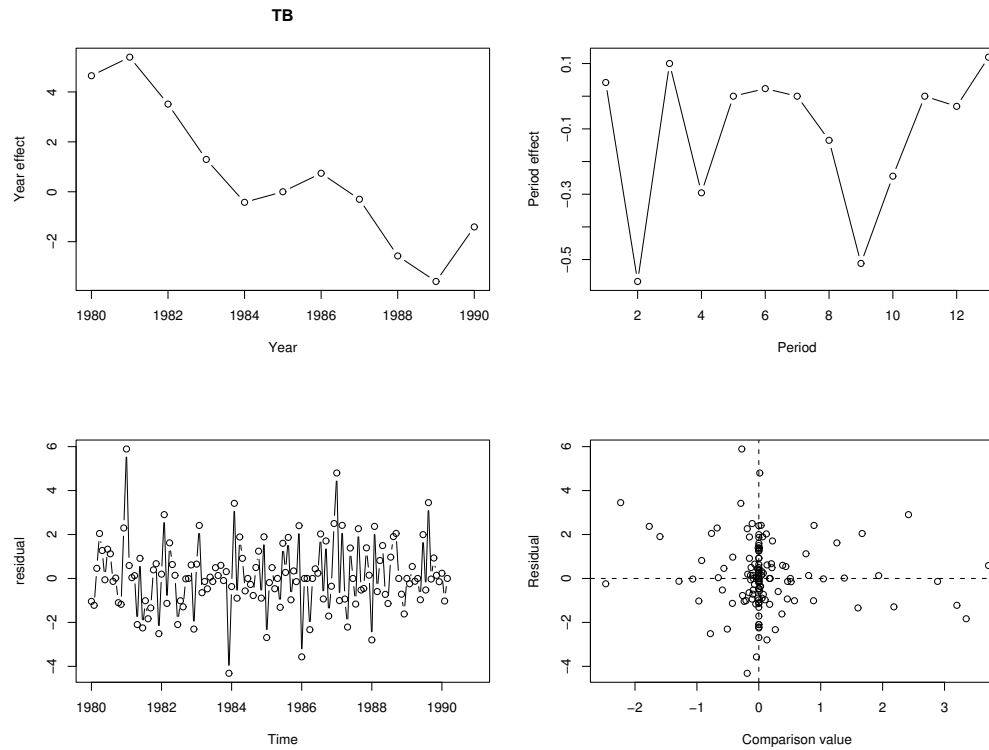 TB
Year effect
4
2
0
−2
1980 1982 1984 1986 1988 1990
Year
Period effect
0.1
−0.1
−0.3
−0.5
2 4 6 8 10 12
Period
residual
6
4
2
0
−2
−4
1980 1982 1984 1986 1988 1990
Time
Residual
6
4
2
0
−2
−4
−2 −1 0 1 2 3
Comparison value